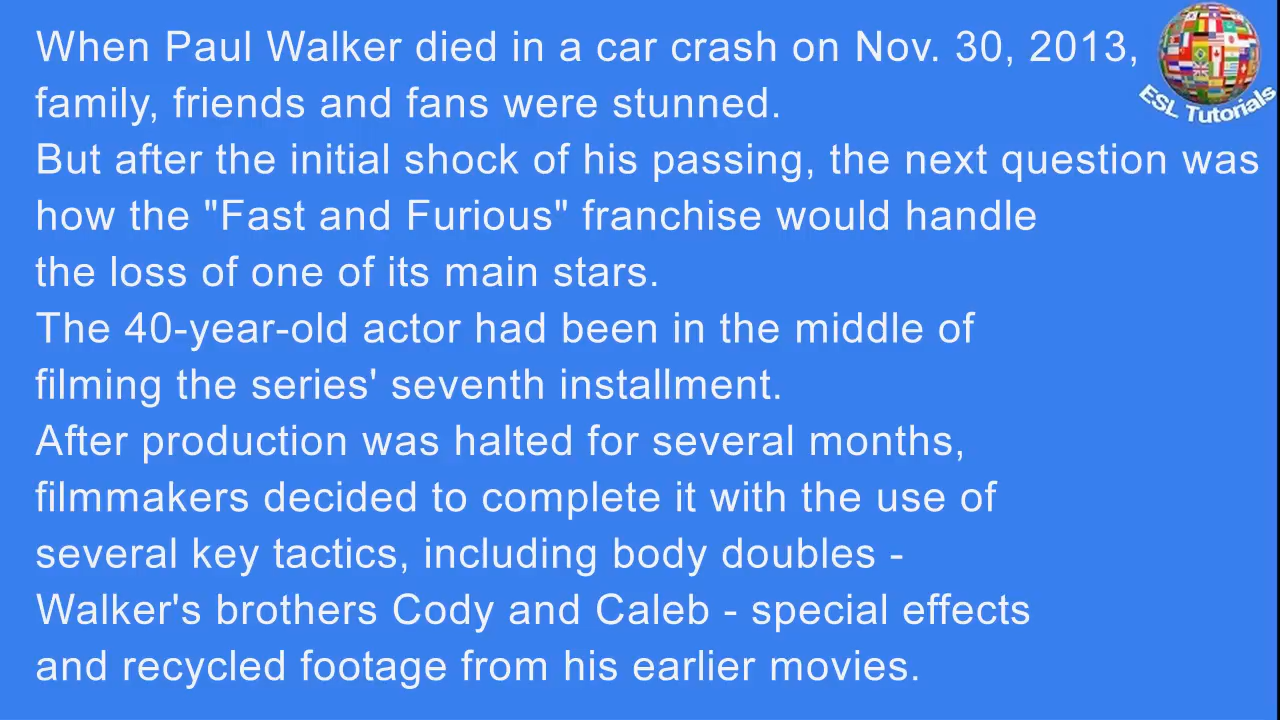 When Paul Walker died in a car crash on Nov. 30, 2013,
family, friends and fans were stunned.
But after the initial shock of his passing, the next question was
how the "Fast and Furious" franchise would handle
the loss of one of its main stars.
The 40-year-old actor had been in the middle of
filming the series' seventh installment.
After production was halted for several months,
filmmakers decided to complete it with the use of
several key tactics, including body doubles -
Walker's brothers Cody and Caleb - special effects
and recycled footage from his earlier movies.
ESL Tutorials